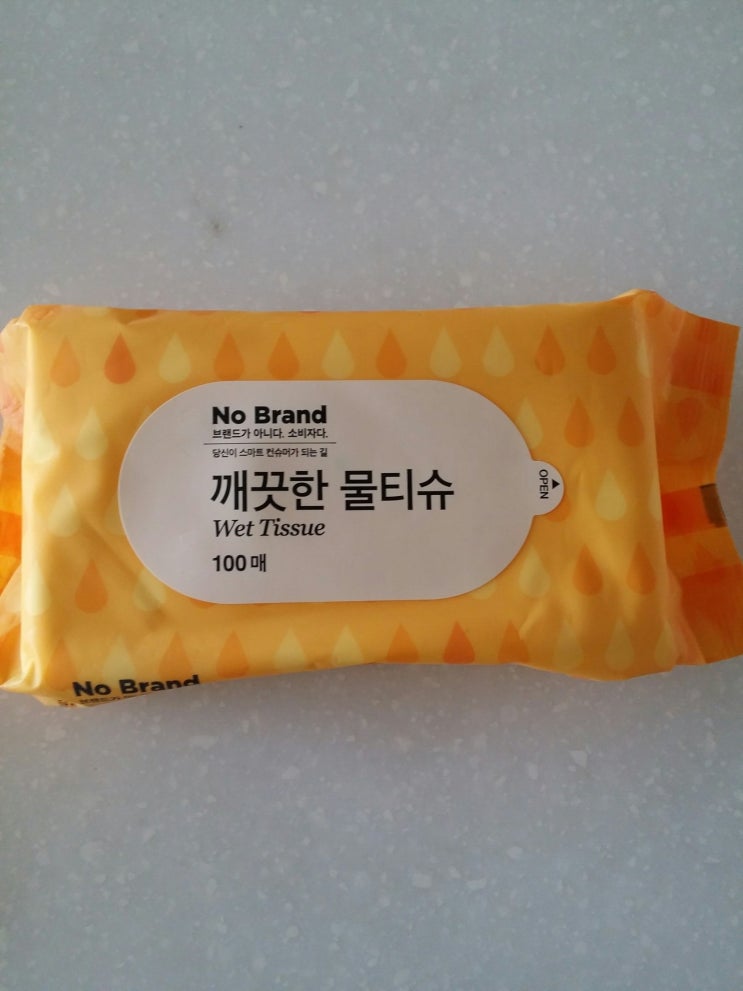 No Brand
브랜드가 아니다. 소비자다.
당신이 스마트 컨슈머가 되는 길
깨끗한 물티슈
Wet Tissue
100매
OPEN
No Brand